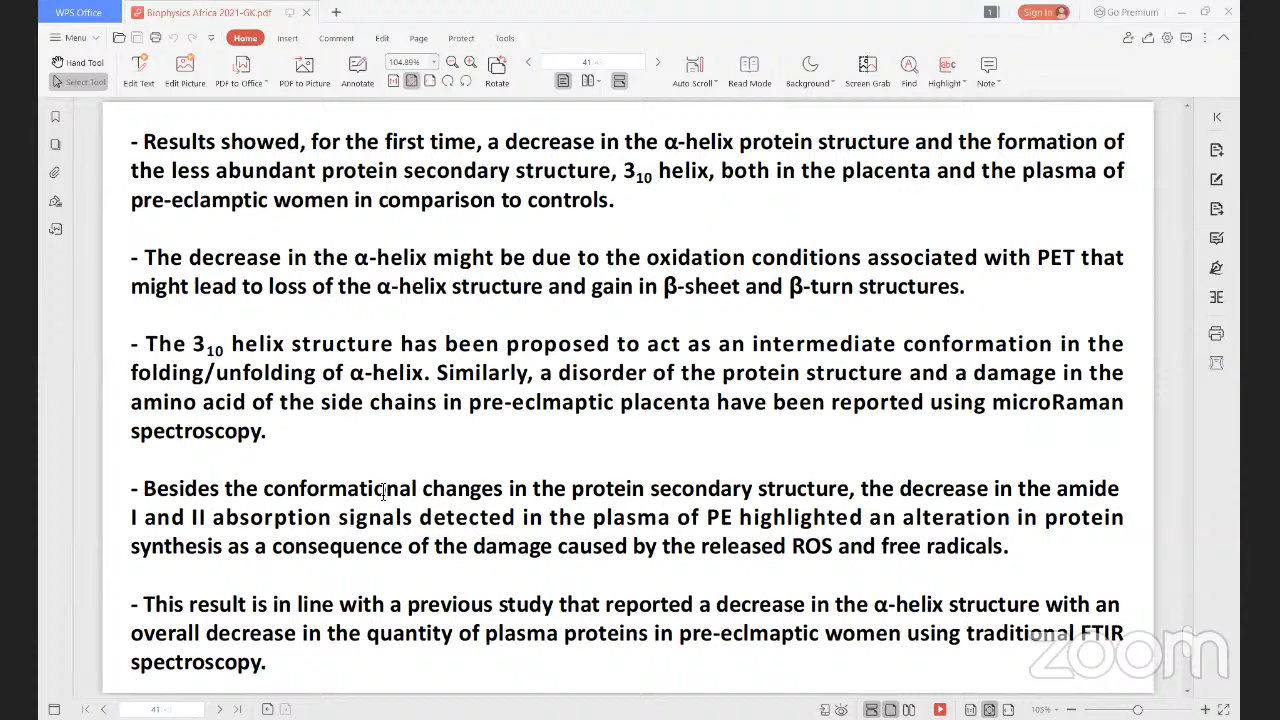 WPS Office
Biophysics Africa 2021-GK.pdf
1
Sign in
Go Premium
Menu
Home
Insert
Comment
Edit
Page
Protect
Tools
Hand Tool
Select Tool
Edit Text
Edit Picture
PDF to Office
PDF to Picture
Annotate
104.89%
Rotate
41
Auto Scroll
Read Mode
Background
Screen Grab
Find
Highlight
Note
- Results showed, for the first time, a decrease in the α-helix protein structure and the formation of
the less abundant protein secondary structure, 3₁₀ helix, both in the placenta and the plasma of
pre-eclamptic women in comparison to controls.
- The decrease in the α-helix might be due to the oxidation conditions associated with PET that
might lead to loss of the α-helix structure and gain in β-sheet and β-turn structures.
- The 3₁₀ helix structure has been proposed to act as an intermediate conformation in the
folding/unfolding of α-helix. Similarly, a disorder of the protein structure and a damage in the
amino acid of the side chains in pre-eclmaptic placenta have been reported using microRaman
spectroscopy.
- Besides the conformational changes in the protein secondary structure, the decrease in the amide
I and II absorption signals detected in the plasma of PE highlighted an alteration in protein
synthesis as a consequence of the damage caused by the released ROS and free radicals.
- This result is in line with a previous study that reported a decrease in the α-helix structure with an
overall decrease in the quantity of plasma proteins in pre-eclmaptic women using traditional FTIR
spectroscopy.
zoom
41
105%